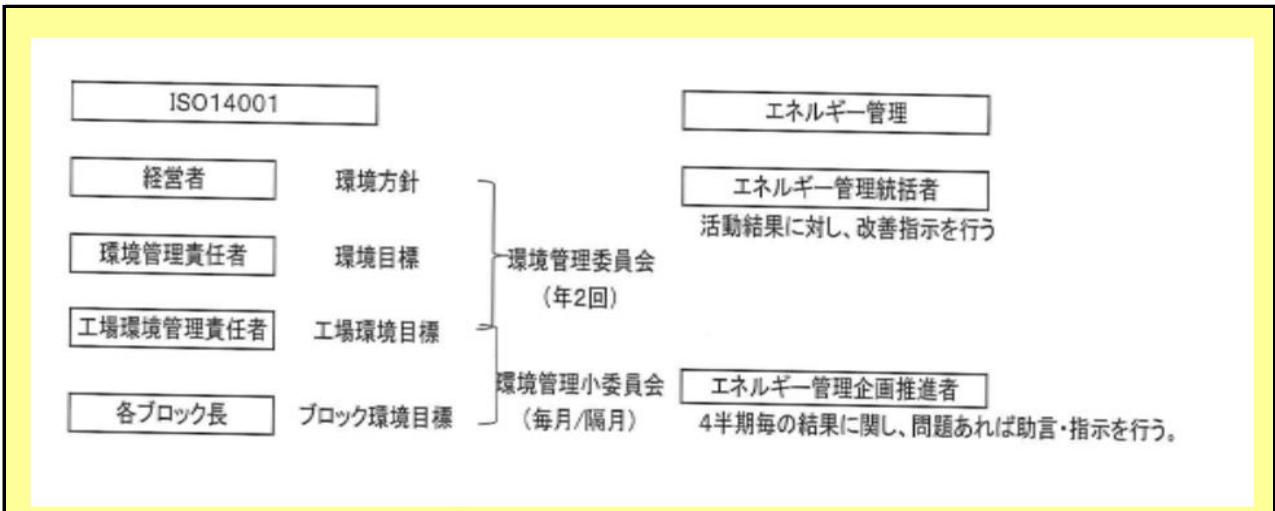 ISO14001
エネルギー管理
経営者
環境方針
エネルギー管理統括者
活動結果に対し、改善指示を行う
環境管理責任者
環境目標
環境管理委員会
(年2回)
工場環境管理責任者
工場環境目標
環境管理小委員会
(毎月/隔月)
エネルギー管理企画推進者
4半期毎の結果に関し、問題あれば助言・指示を行う。
各ブロック長
ブロック環境目標